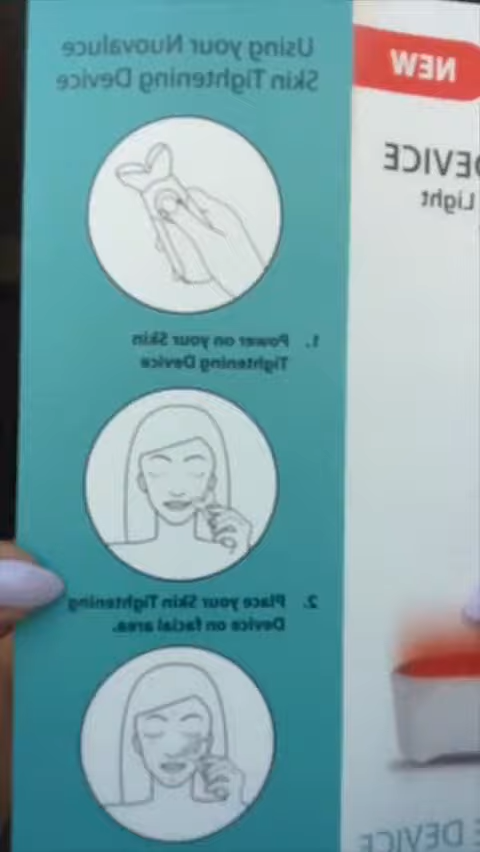 Using your Nuovaluce
Skin Tightening Device
1. Power on your Skin
Tightening Device
2. Place your Skin Tightening
Device on facial area.
NEW
DEVICE
Light
E DEVICE